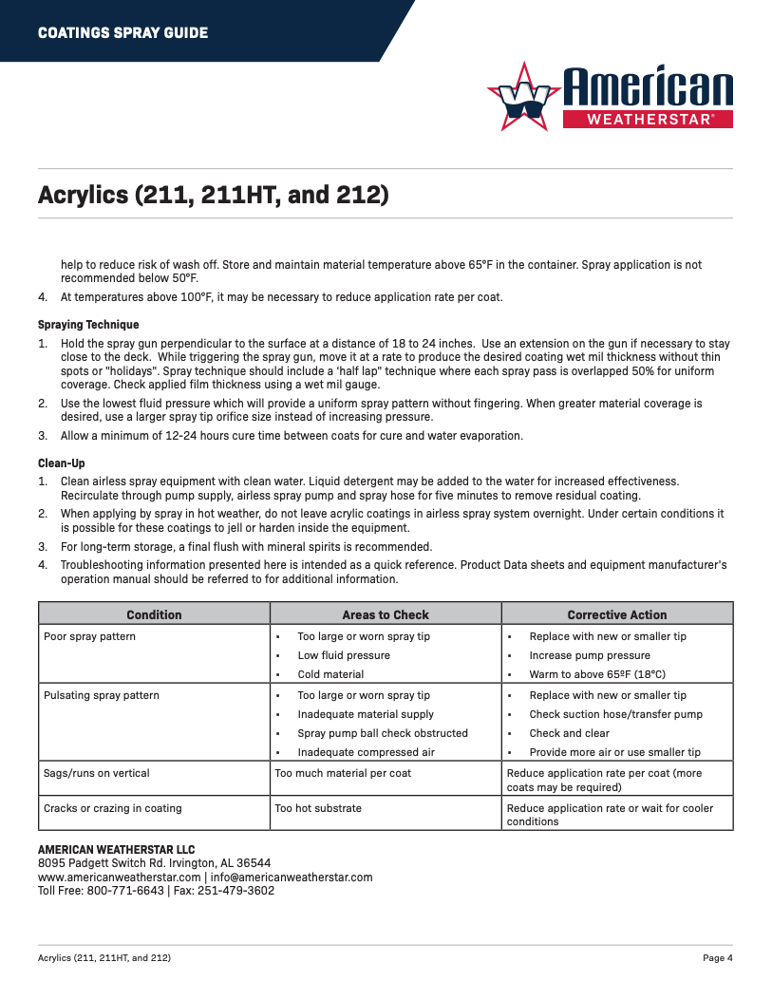 COATINGS SPRAY GUIDE
W American
WEATHERSTAR®
Acrylics (211, 211HT, and 212)
help to reduce risk of wash off. Store and maintain material temperature above 65°F in the container. Spray application is not
recommended below 50°F.
4. At temperatures above 100°F, it may be necessary to reduce application rate per coat.
Spraying Technique
1. Hold the spray gun perpendicular to the surface at a distance of 18 to 24 inches.  Use an extension on the gun if necessary to stay
close to the deck.  While triggering the spray gun, move it at a rate to produce the desired coating wet mil thickness without thin
spots or "holidays". Spray technique should include a ‘half lap" technique where each spray pass is overlapped 50% for uniform
coverage. Check applied film thickness using a wet mil gauge.
2. Use the lowest fluid pressure which will provide a uniform spray pattern without fingering. When greater material coverage is
desired, use a larger spray tip orifice size instead of increasing pressure.
3. Allow a minimum of 12-24 hours cure time between coats for cure and water evaporation.
Clean-Up
1. Clean airless spray equipment with clean water. Liquid detergent may be added to the water for increased effectiveness.
Recirculate through pump supply, airless spray pump and spray hose for five minutes to remove residual coating.
2. When applying by spray in hot weather, do not leave acrylic coatings in airless spray system overnight. Under certain conditions it
is possible for these coatings to jell or harden inside the equipment.
3. For long-term storage, a final flush with mineral spirits is recommended.
4. Troubleshooting information presented here is intended as a quick reference. Product Data sheets and equipment manufacturer's
operation manual should be referred to for additional information.
Condition Areas to Check Corrective Action
Poor spray pattern ▪ Too large or worn spray tip ▪ Replace with new or smaller tip
▪ Low fluid pressure ▪ Increase pump pressure
▪ Cold material ▪ Warm to above 65ºF (18°C)
Pulsating spray pattern ▪ Too large or worn spray tip ▪ Replace with new or smaller tip
▪ Inadequate material supply ▪ Check suction hose/transfer pump
▪ Spray pump ball check obstructed ▪ Check and clear
▪ Inadequate compressed air ▪ Provide more air or use smaller tip
Sags/runs on vertical Too much material per coat Reduce application rate per coat (more
coats may be required)
Cracks or crazing in coating Too hot substrate Reduce application rate or wait for cooler
conditions
AMERICAN WEATHERSTAR LLC
8095 Padgett Switch Rd. Irvington, AL 36544
www.americanweatherstar.com | info@americanweatherstar.com
Toll Free: 800-771-6643 | Fax: 251-479-3602
Acrylics (211, 211HT, and 212) Page 4